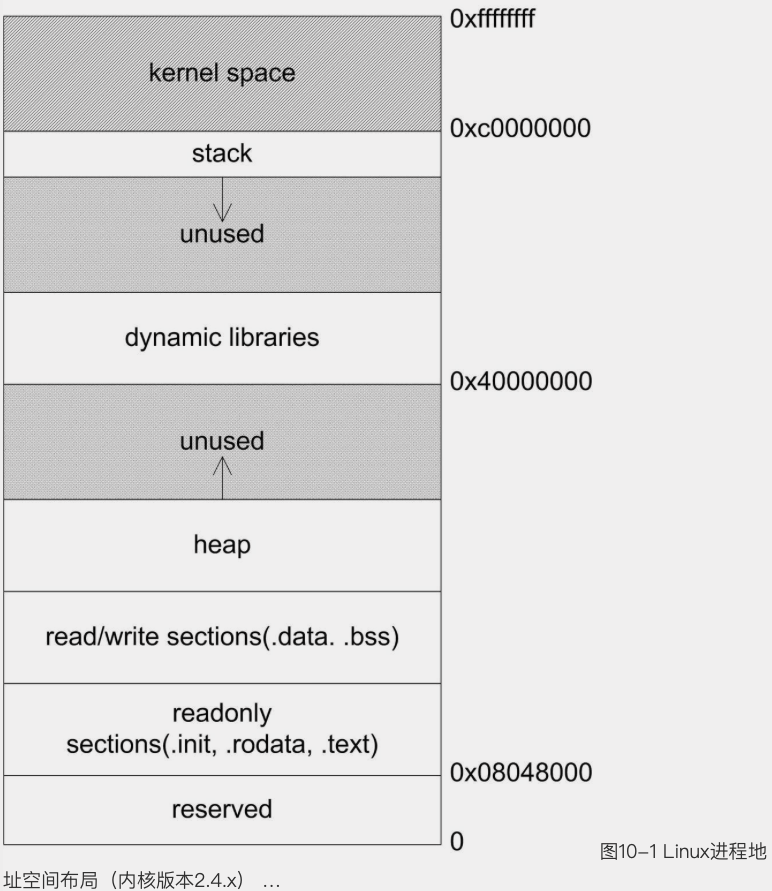 0xffffffff
kernel space
0xc0000000
stack
unused
dynamic libraries
0x40000000
unused
heap
read/write sections(.data. .bss)
readonly
sections(.init, .rodata, .text)
0x08048000
reserved
0
图10–1 Linux进程地
址空间布局（内核版本2.4.x） …